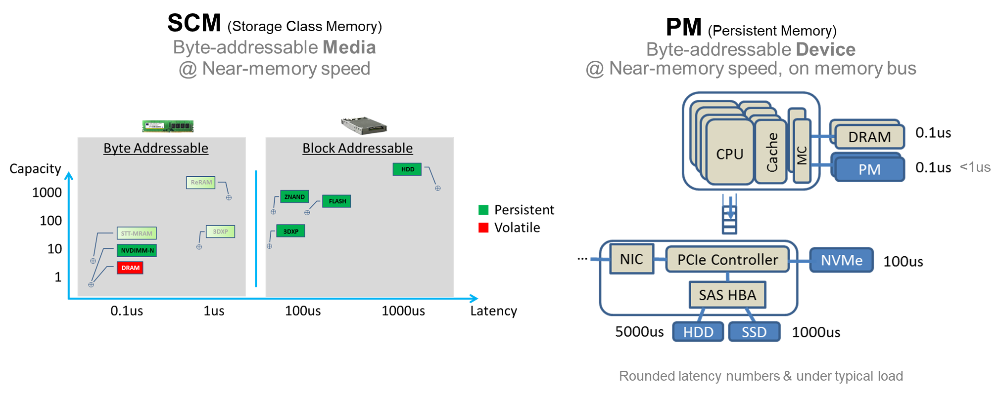 SCM (Storage Class Memory)
Byte-addressable Media
@ Near-memory speed
Byte Addressable
Block Addressable
Capacity
1000
100
10
1
ReRAM
STT-MRAM
NVDIMM-N
DRAM
3DXP
HDD
ZNAND
FLASH
3DXP
0.1us
1us
100us
1000us
Latency
Persistent
Volatile
PM (Persistent Memory)
Byte-addressable Device
@ Near-memory speed, on memory bus
CPU
Cache
MC
DRAM
0.1us
PM
0.1us <1us
...
NIC
PCIe Controller
NVMe
100us
SAS HBA
5000us
HDD
SSD
1000us
Rounded latency numbers & under typical load